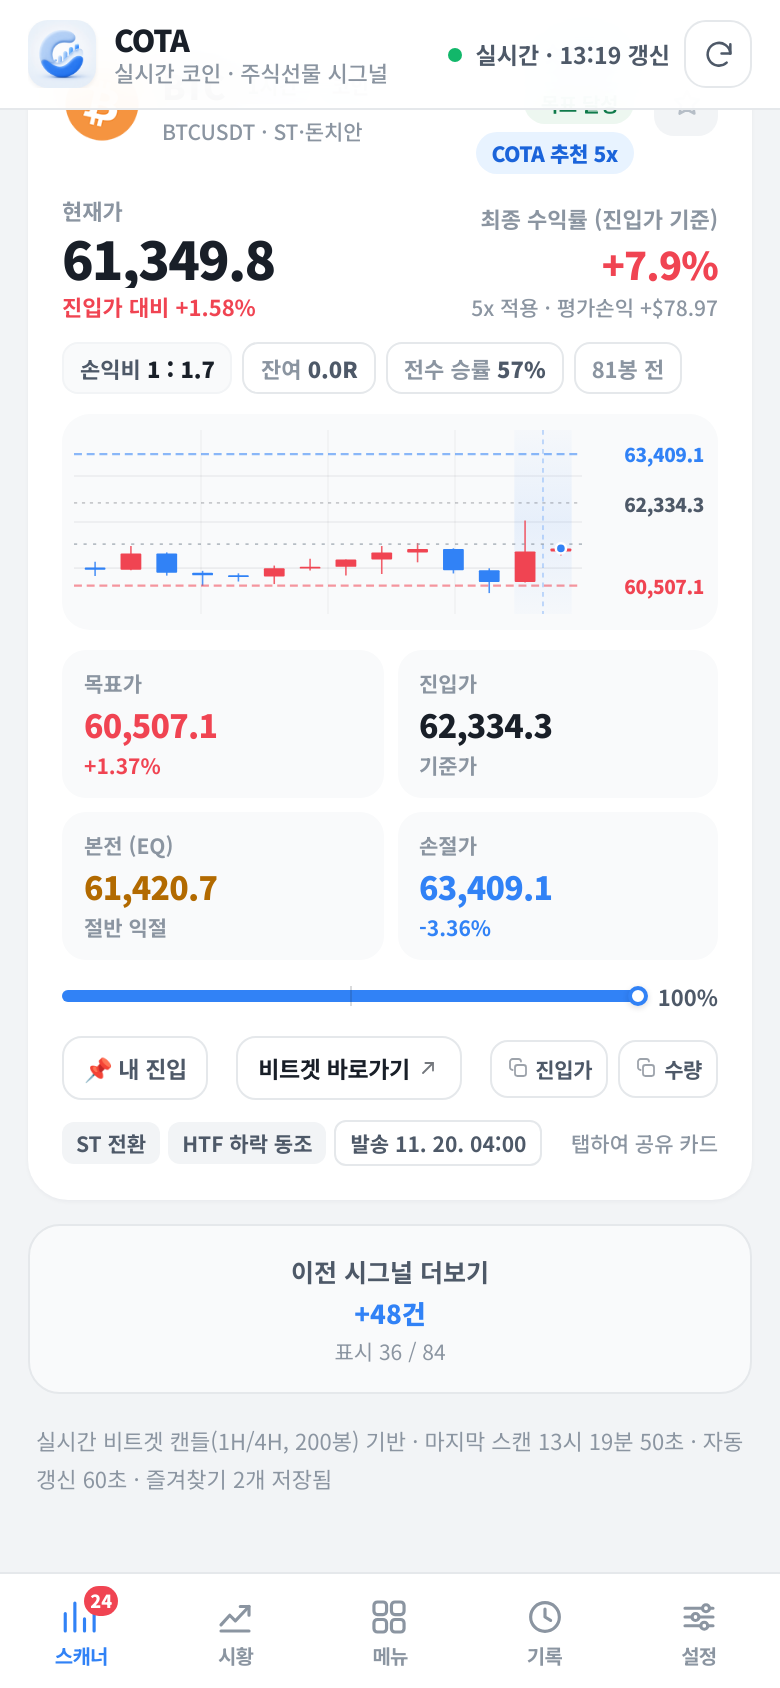 COTA
실시간 코인 · 주식선물 시그널
실시간 · 13:19 갱신
BTCUSDT · ST·돈치안
COTA 추천 5x
현재가
61,349.8
진입가 대비 +1.58%
최종 수익률 (진입가 기준)
+7.9%
5x 적용 · 평가손익 +$78.97
손익비 1 : 1.7
잔여 0.0R
전수 승률 57%
81봉 전
63,409.1
62,334.3
60,507.1
목표가
60,507.1
+1.37%
진입가
62,334.3
기준가
본전 (EQ)
61,420.7
절반 익절
손절가
63,409.1
-3.36%
100%
내 진입
비트겟 바로가기
진입가
수량
ST 전환
HTF 하락 동조
발송 11. 20. 04:00
탭하여 공유 카드
이전 시그널 더보기
+48건
표시 36 / 84
실시간 비트겟 캔들(1H/4H, 200봉) 기반 · 마지막 스캔 13시 19분 50초 · 자동
갱신 60초 · 즐겨찾기 2개 저장됨
24
스캐너
시황
메뉴
기록
설정